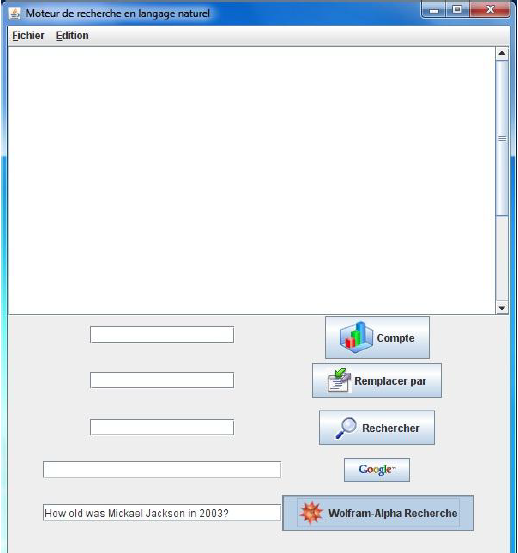 Moteur de recherche en langage naturel
Fichier Edition
Compte
Remplacer par
Rechercher
Google™
How old was Mickael Jackson in 2003? Wolfram-Alpha Recherche